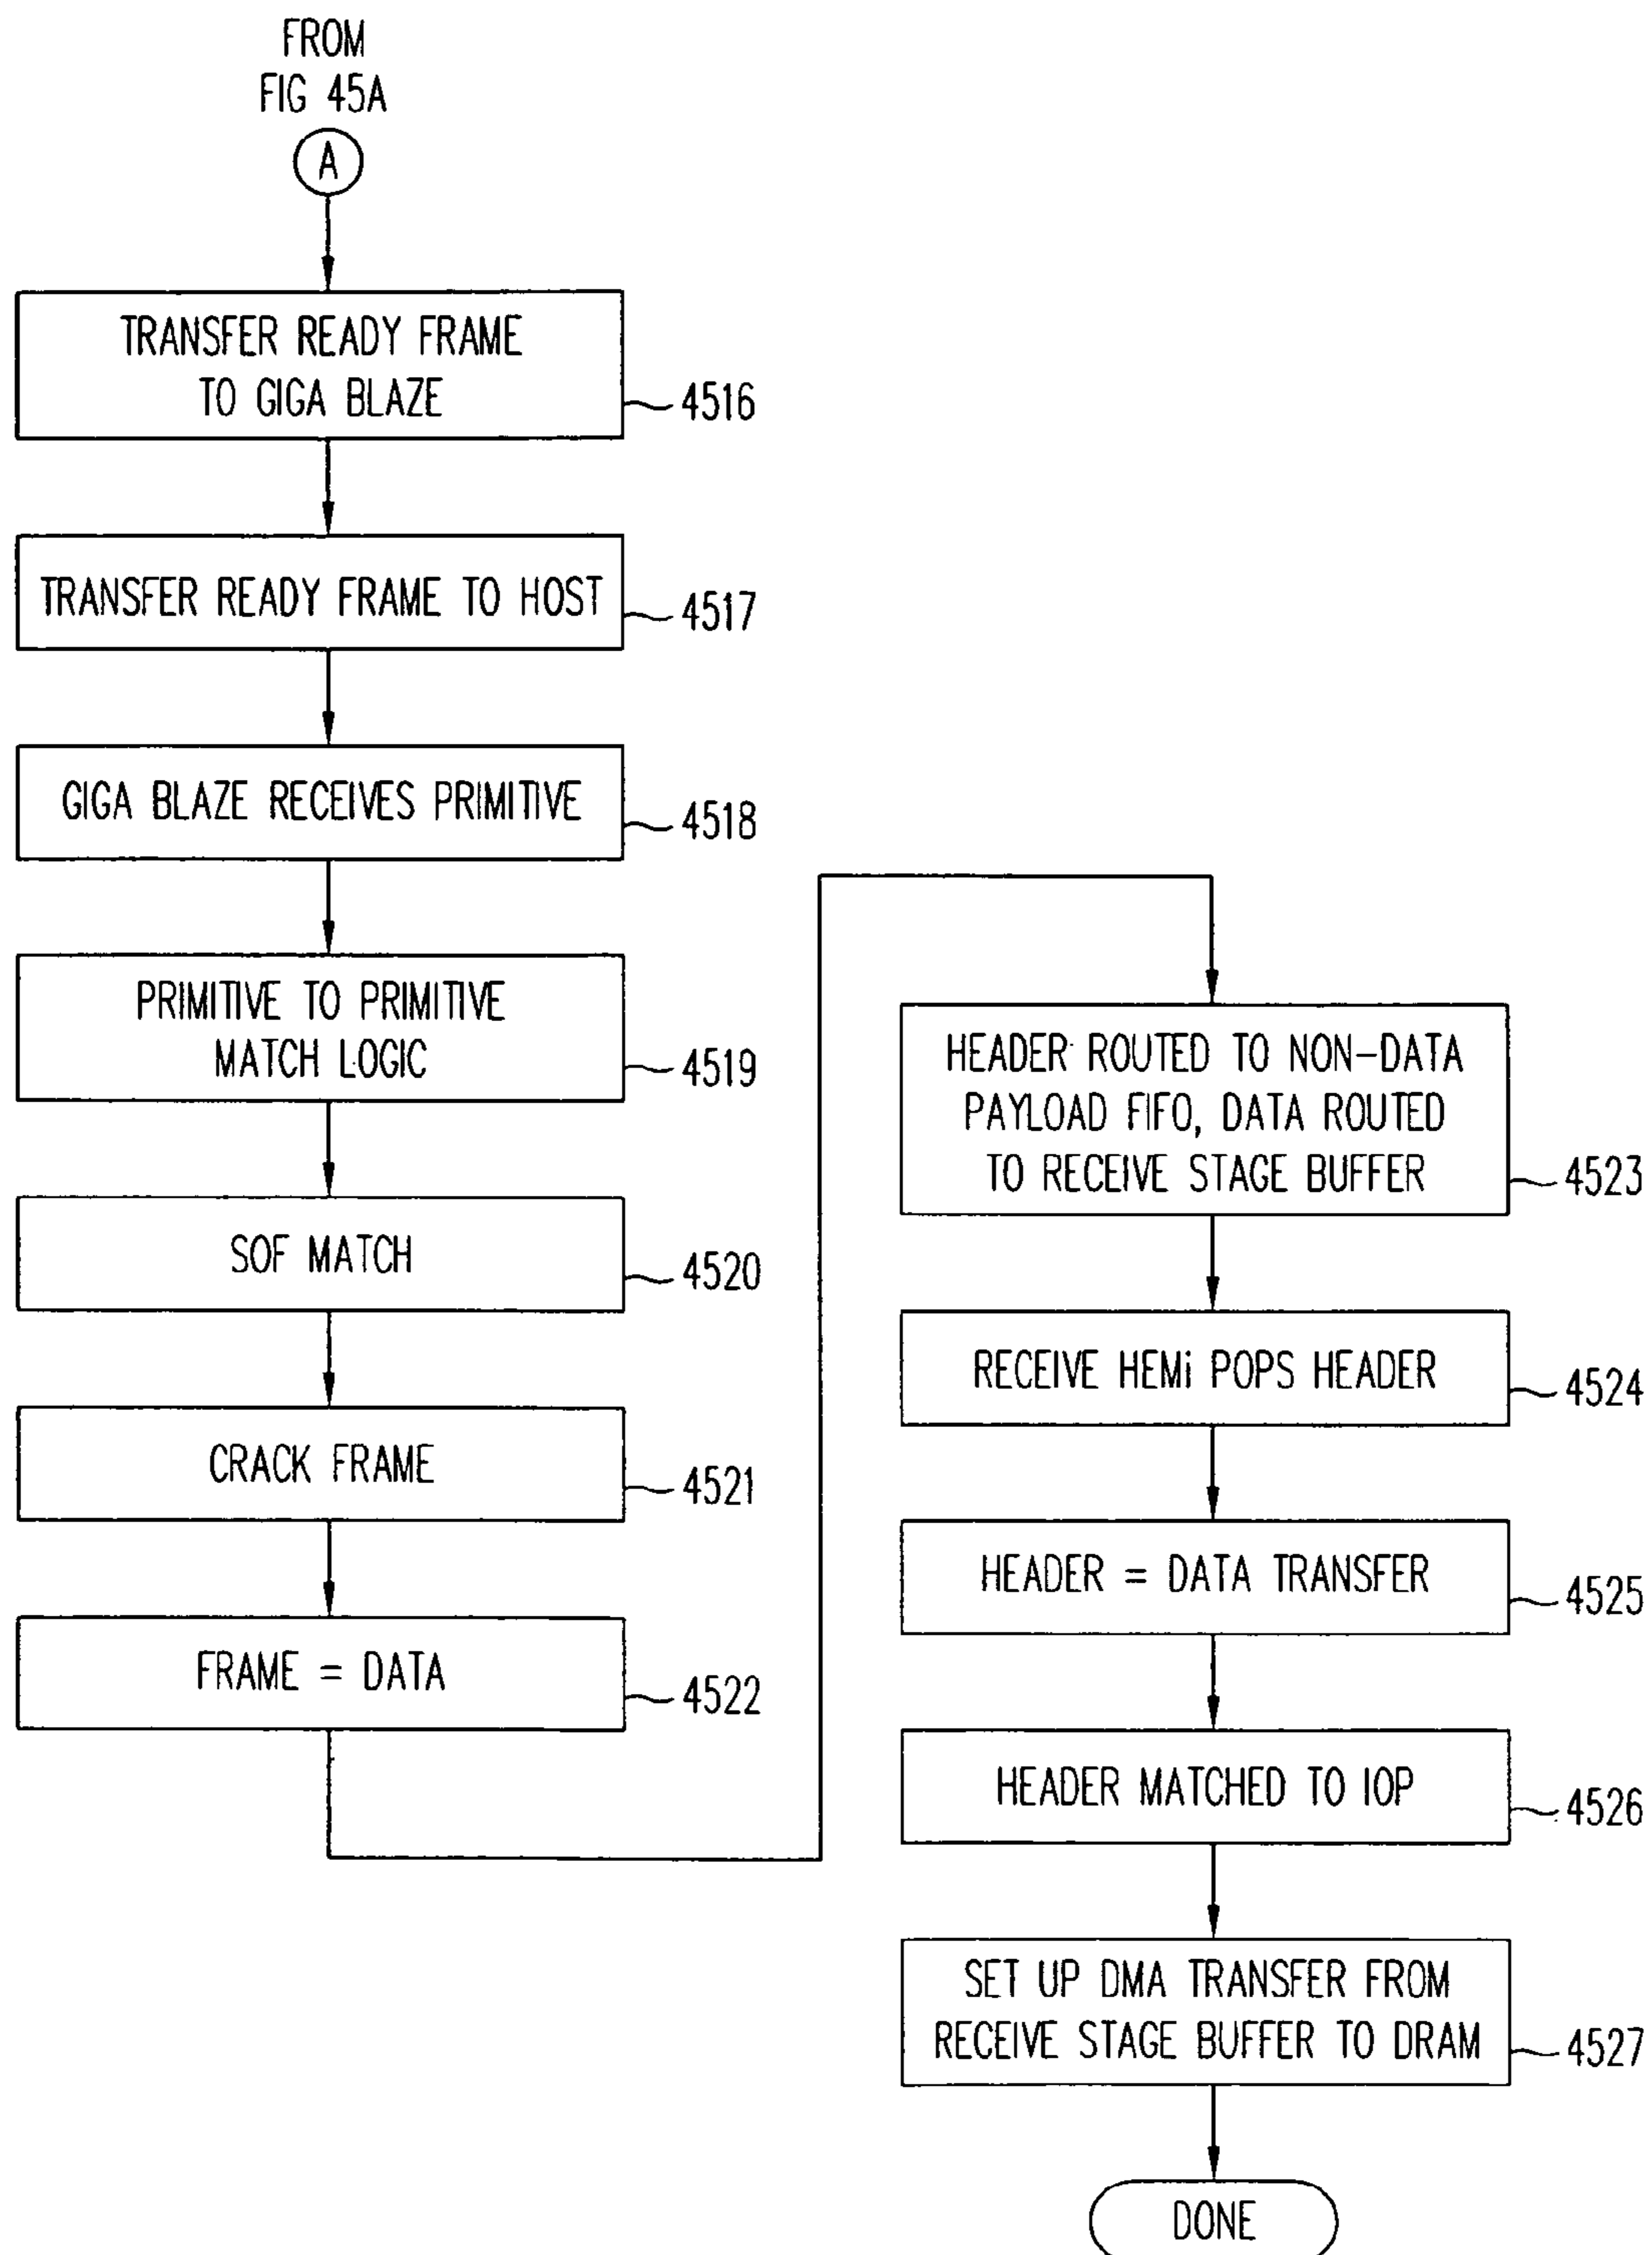 FROM
FIG 45A
A
TRANSFER READY FRAME
TO GIGA BLAZE
4516
TRANSFER READY FRAME TO HOST
4517
GIGA BLAZE RECEIVES PRIMITIVE
4518
PRIMITIVE TO PRIMITIVE
MATCH LOGIC
4519
SOF MATCH
4520
CRACK FRAME
4521
FRAME = DATA
4522
HEADER ROUTED TO NON-DATA
PAYLOAD FIFO, DATA ROUTED
TO RECEIVE STAGE BUFFER
4523
RECEIVE HEMi POPS HEADER
4524
HEADER = DATA TRANSFER
4525
HEADER MATCHED TO IOP
4526
SET UP DMA TRANSFER FROM
RECEIVE STAGE BUFFER TO DRAM
4527
DONE